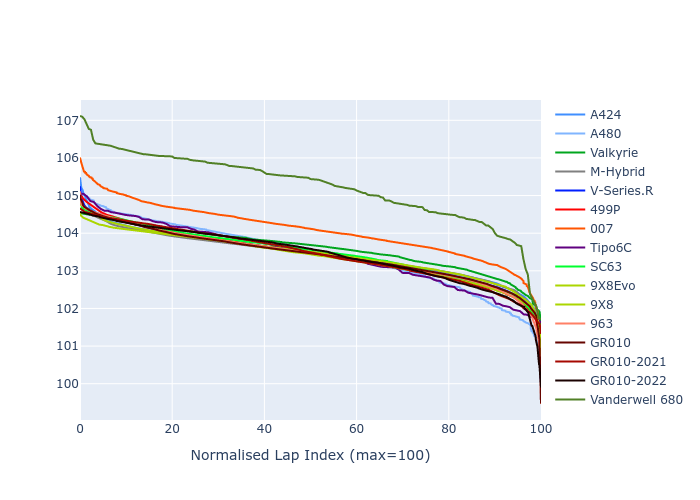 107
106
105
104
103
102
101
100
0
20
40
60
80
100
Normalised Lap Index (max=100)
A424
A480
Valkyrie
M-Hybrid
V-Series.R
499P
007
Tipo6C
SC63
9X8Evo
9X8
963
GR010
GR010-2021
GR010-2022
Vanderwell 680